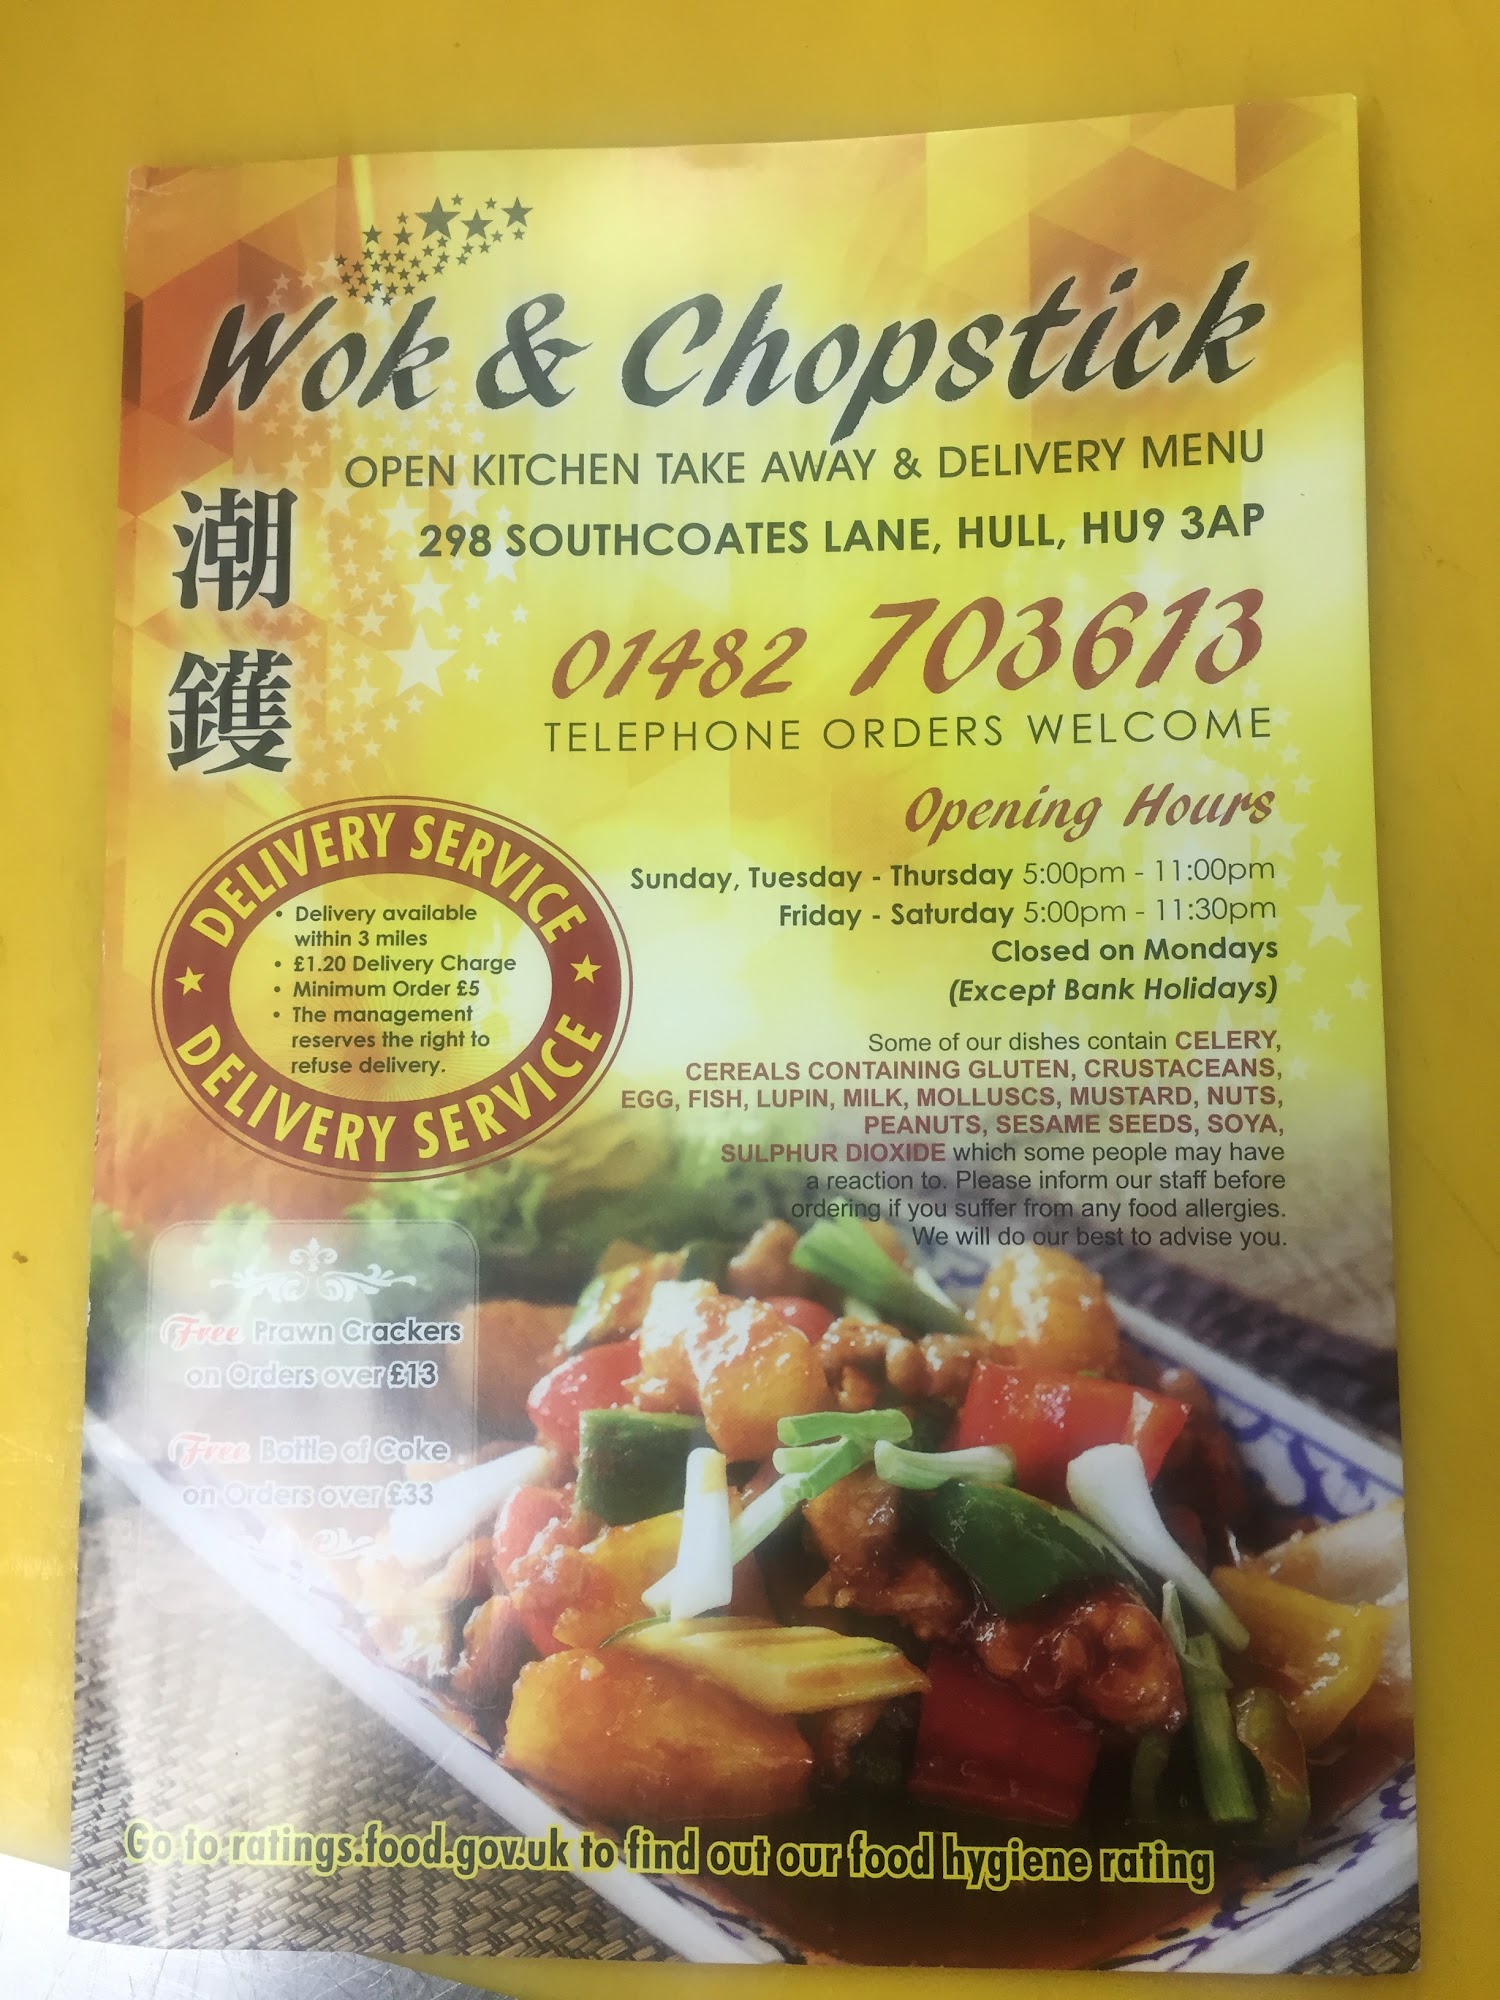 Wok & Chopstick
OPEN KITCHEN TAKE AWAY & DELIVERY MENU
298 SOUTHCOATES LANE, HULL, HU9 3AP
潮
鑊
01482 703613
TELEPHONE ORDERS WELCOME
Opening Hours
Sunday, Tuesday - Thursday 5:00pm - 11:00pm
Friday - Saturday 5:00pm - 11:30pm
Closed on Mondays
(Except Bank Holidays)
DELIVERY SERVICE
• Delivery available
within 3 miles
• £1.20 Delivery Charge
• Minimum Order £5
• The management
reserves the right to
refuse delivery.
DELIVERY SERVICE
Some of our dishes contain CELERY,
CEREALS CONTAINING GLUTEN, CRUSTACEANS,
EGG, FISH, LUPIN, MILK, MOLLUSCS, MUSTARD, NUTS,
PEANUTS, SESAME SEEDS, SOYA,
SULPHUR DIOXIDE which some people may have
a reaction to. Please inform our staff before
ordering if you suffer from any food allergies.
We will do our best to advise you.
Free Prawn Crackers
on Orders over £13
Free Bottle of Coke
on Orders over £33
Go to ratings.food.gov.uk to find out our food hygiene rating